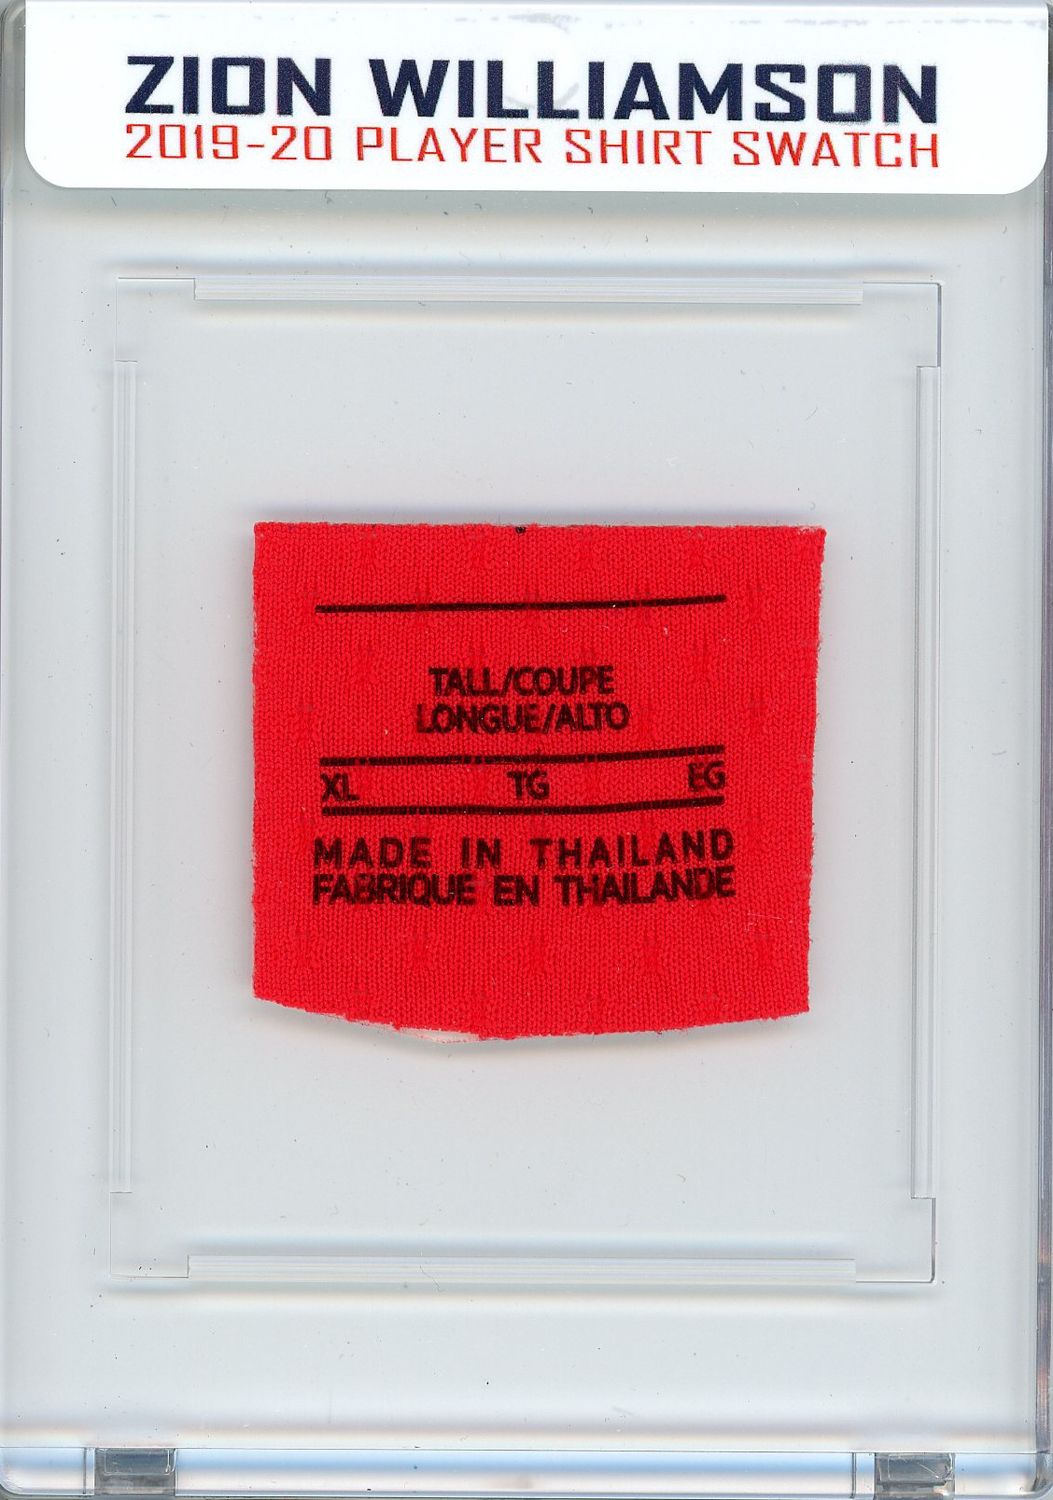 ZION WILLIAMSON
2019-20 PLAYER SHIRT SWATCH
TALL/COUPE
LONGUE/ALTO
XL TG EG
MADE IN THAILAND
FABRIQUE EN THAILANDE